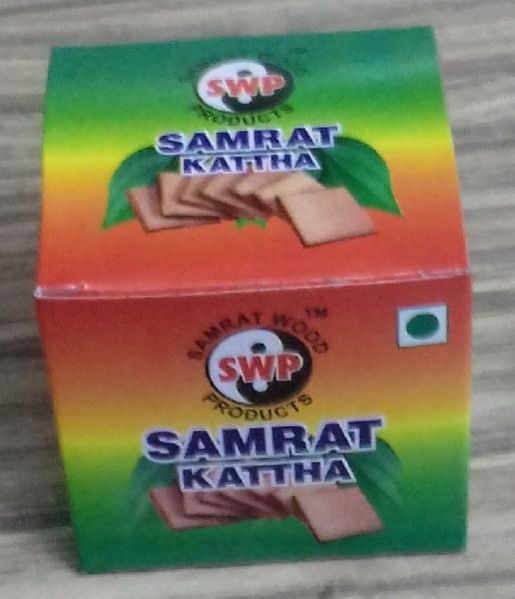 SWP
PRODUCTS
SAMRAT
KATTHA
SAMRAT WOOD
TM
SWP
PRODUCTS
SAMRAT
KATTHA